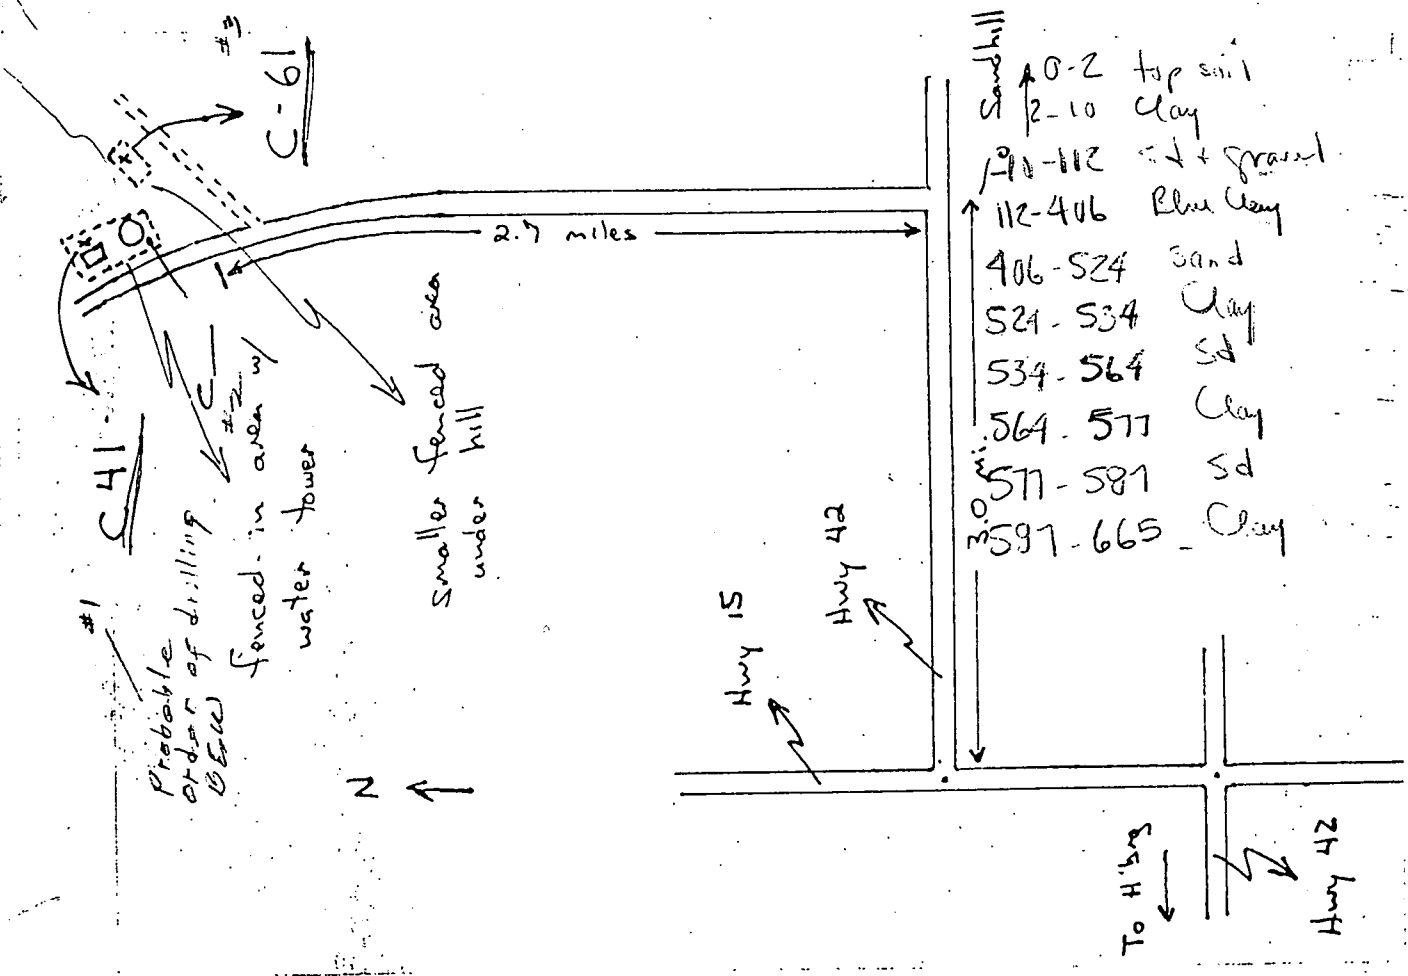 #3
C-61
2.7 miles
C-41
#1
C-
#2
Probable
order of drilling
fenced-in area w/
water tower
smaller fenced area
under hill
N
Hwy 15
Hwy 42
3.0 mi.
Sandhill
To H'brg
Hwy 42
0-2 top soil
2-10 Clay
10-112 sd + gravel
112-406 Blue Clay
406-524 sand
524-534 Clay
534-564 Sd
564-577 Clay
577-587 Sd
597-665 - Clay